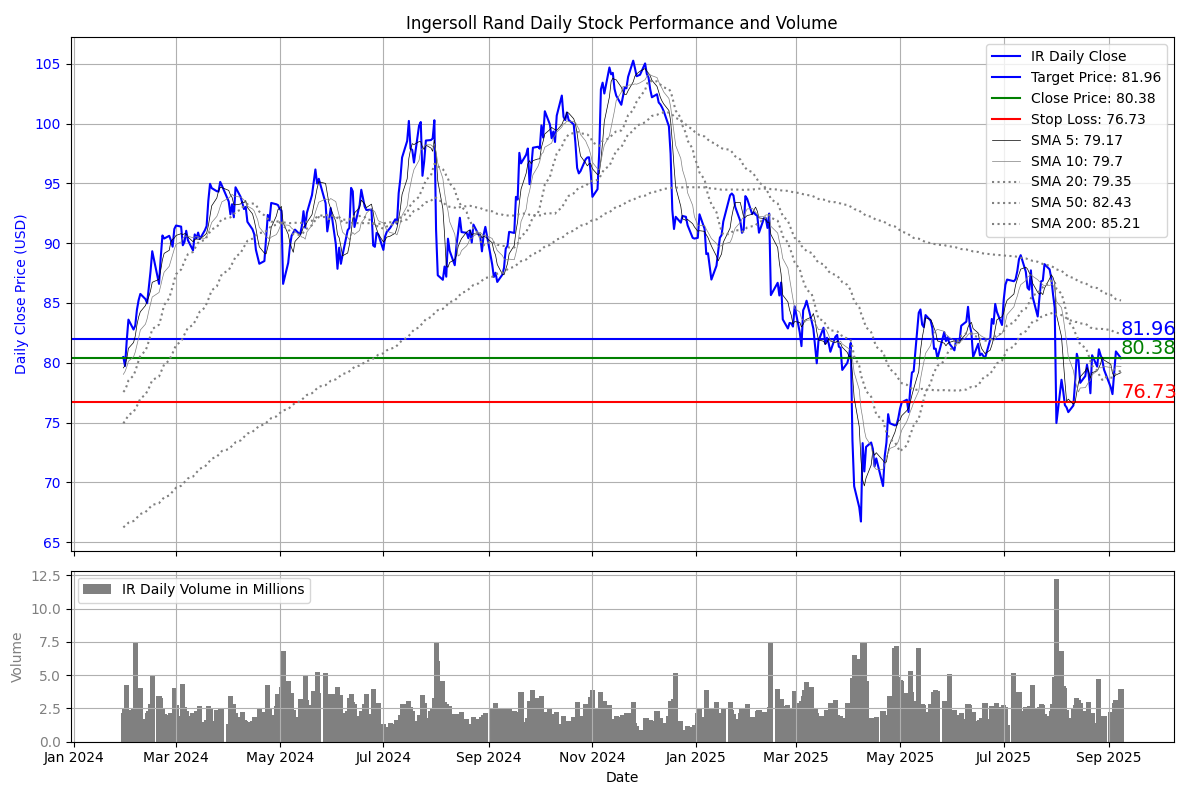 Ingersoll Rand Daily Stock Performance and Volume
Daily Close Price (USD)
105
100
95
90
85
80
75
70
65
IR Daily Close
Target Price: 81.96
Close Price: 80.38
Stop Loss: 76.73
SMA 5: 79.17
SMA 10: 79.7
SMA 20: 79.35
SMA 50: 82.43
SMA 200: 85.21
81.96
80.38
76.73
Volume
12.5
10.0
7.5
5.0
2.5
0.0
IR Daily Volume in Millions
Jan 2024 Mar 2024 May 2024 Jul 2024 Sep 2024 Nov 2024 Jan 2025 Mar 2025 May 2025 Jul 2025 Sep 2025
Date